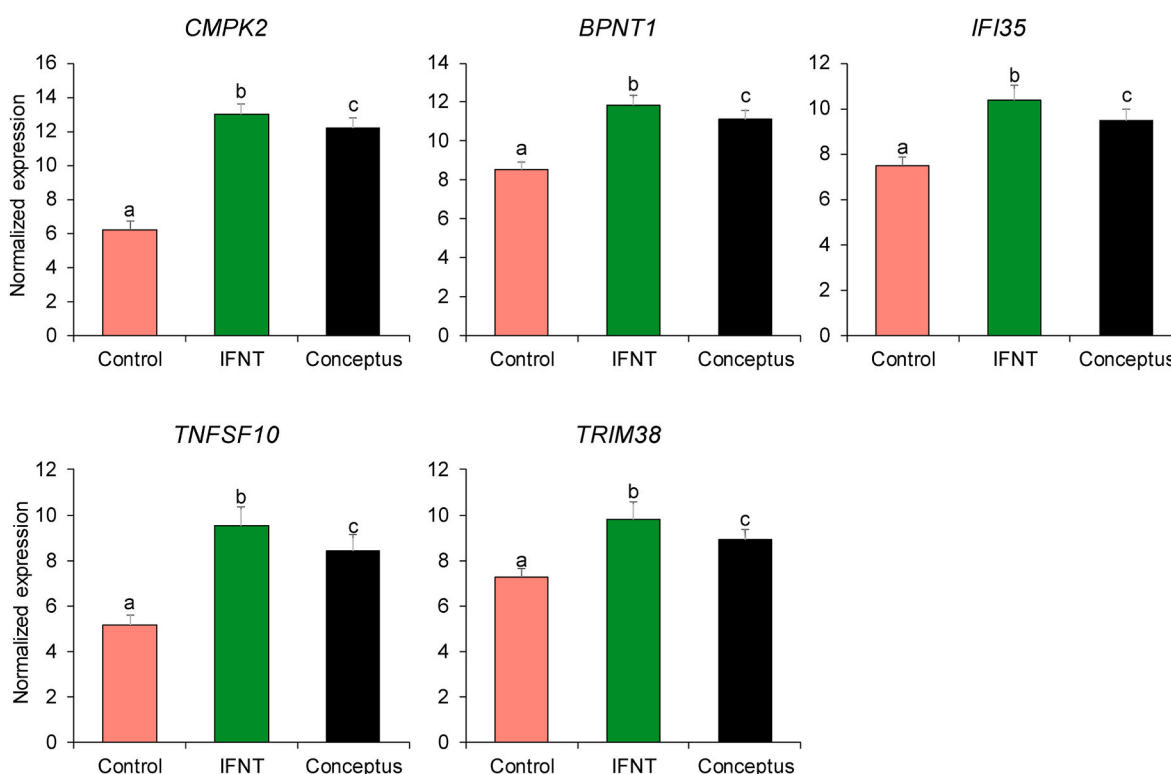 CMPK2
BPNT1
IFI35
Normalized expression
16
14
12
10
8
6
4
2
0
a
b
c
Control
IFNT
Conceptus
14
12
10
8
6
4
2
0
a
b
c
Control
IFNT
Conceptus
12
10
8
6
4
2
0
a
b
c
Control
IFNT
Conceptus
TNFSF10
TRIM38
Normalized expression
12
10
8
6
4
2
0
a
b
c
Control
IFNT
Conceptus
12
10
8
6
4
2
0
a
b
c
Control
IFNT
Conceptus